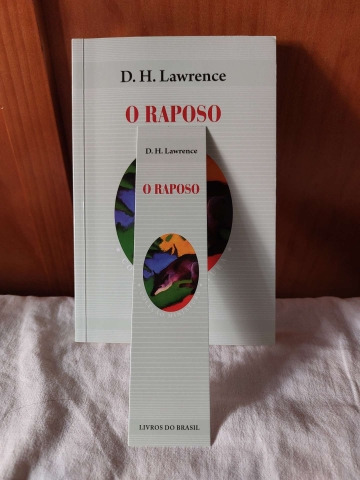 D. H. Lawrence
O RAPOSO
D. H. Lawrence
O RAPOSO
LIVROS DO BRASIL